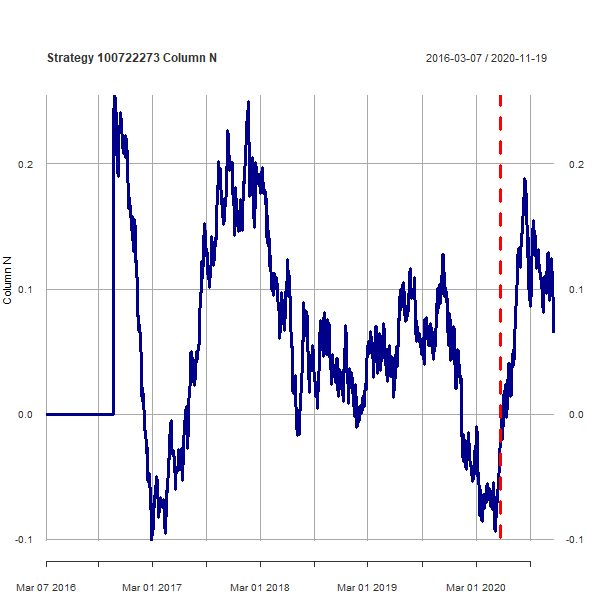 Strategy 100722273 Column N 2016-03-07 / 2020-11-19
Column N
0.2 0.2
0.1 0.1
0.0 0.0
-0.1 -0.1
Mar 07 2016 Mar 01 2017 Mar 01 2018 Mar 01 2019 Mar 01 2020